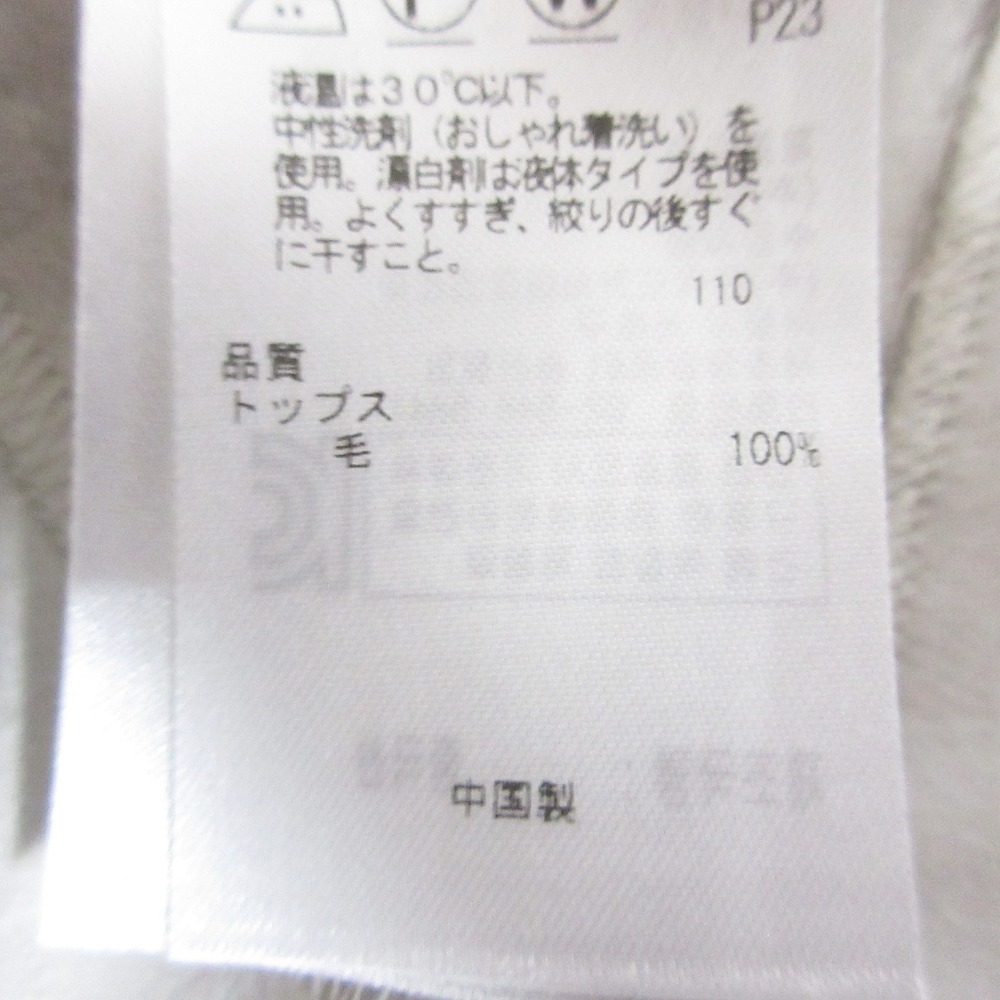 P23
液温は30℃以下。
中性洗剤（おしゃれ着洗い）を
使用。漂白剤は液体タイプを使
用。よくすすぎ、絞りの後すぐ
に干すこと。
110
品質
トップス
毛 100%
中国製